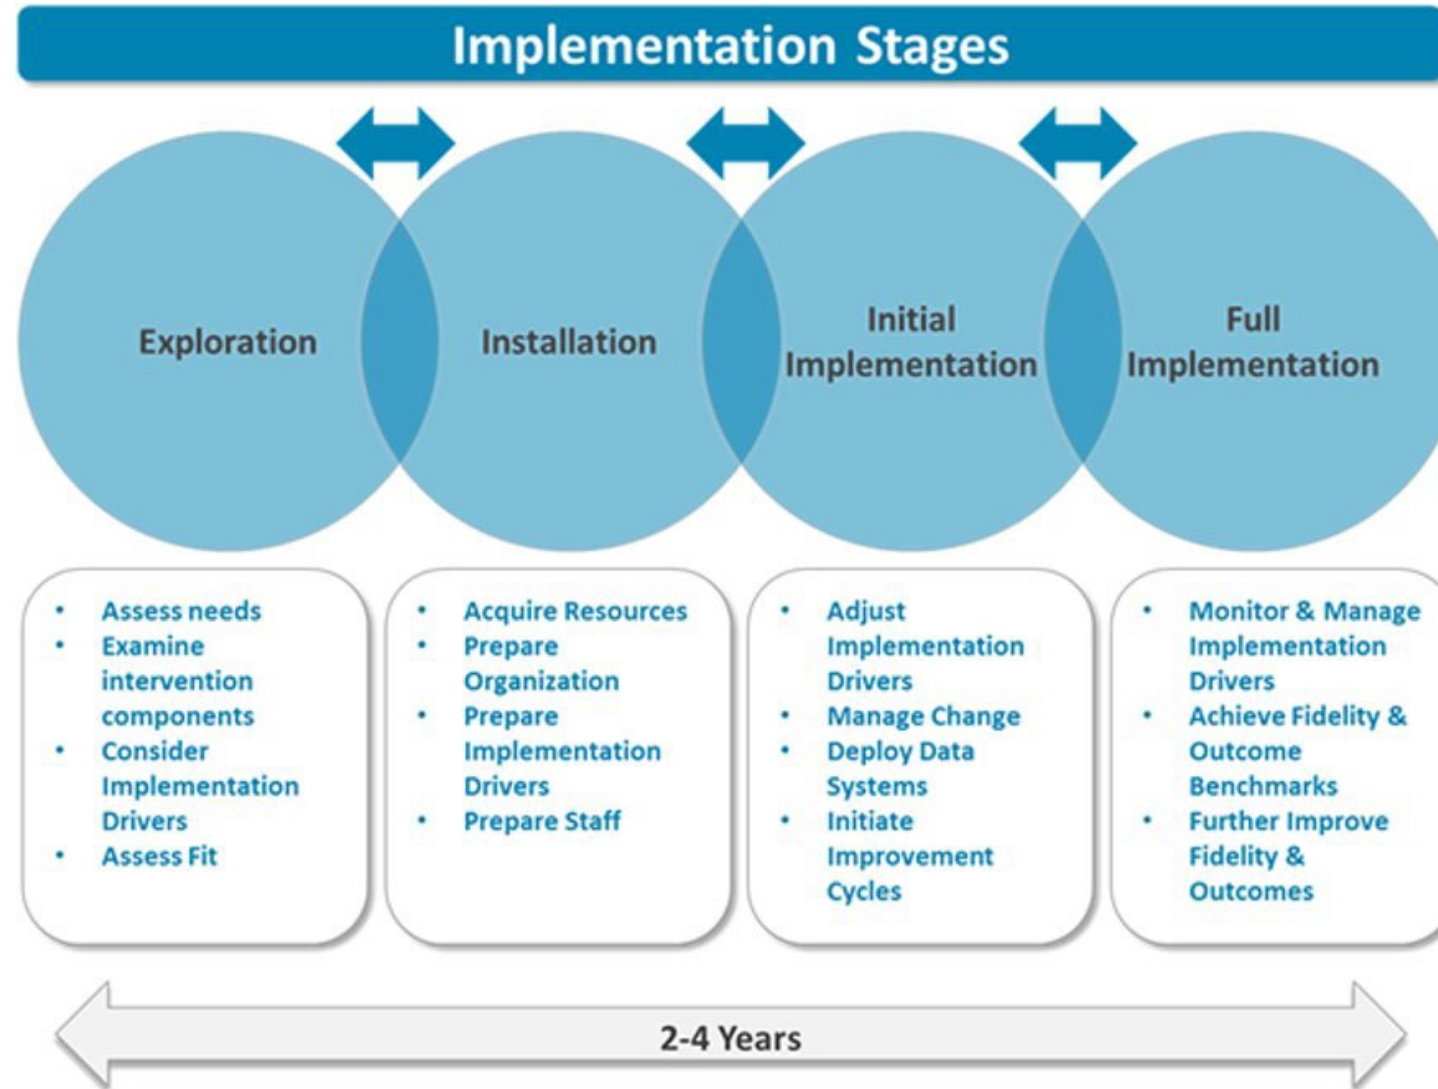 Implementation Stages
Exploration
Installation
Initial
Implementation
Full
Implementation
• Assess needs
• Examine
intervention
components
• Consider
Implementation
Drivers
• Assess Fit
• Acquire Resources
• Prepare
Organization
• Prepare
Implementation
Drivers
• Prepare Staff
• Adjust
Implementation
Drivers
• Manage Change
• Deploy Data
Systems
• Initiate
Improvement
Cycles
• Monitor & Manage
Implementation
Drivers
• Achieve Fidelity &
Outcome
Benchmarks
• Further Improve
Fidelity &
Outcomes
2-4 Years